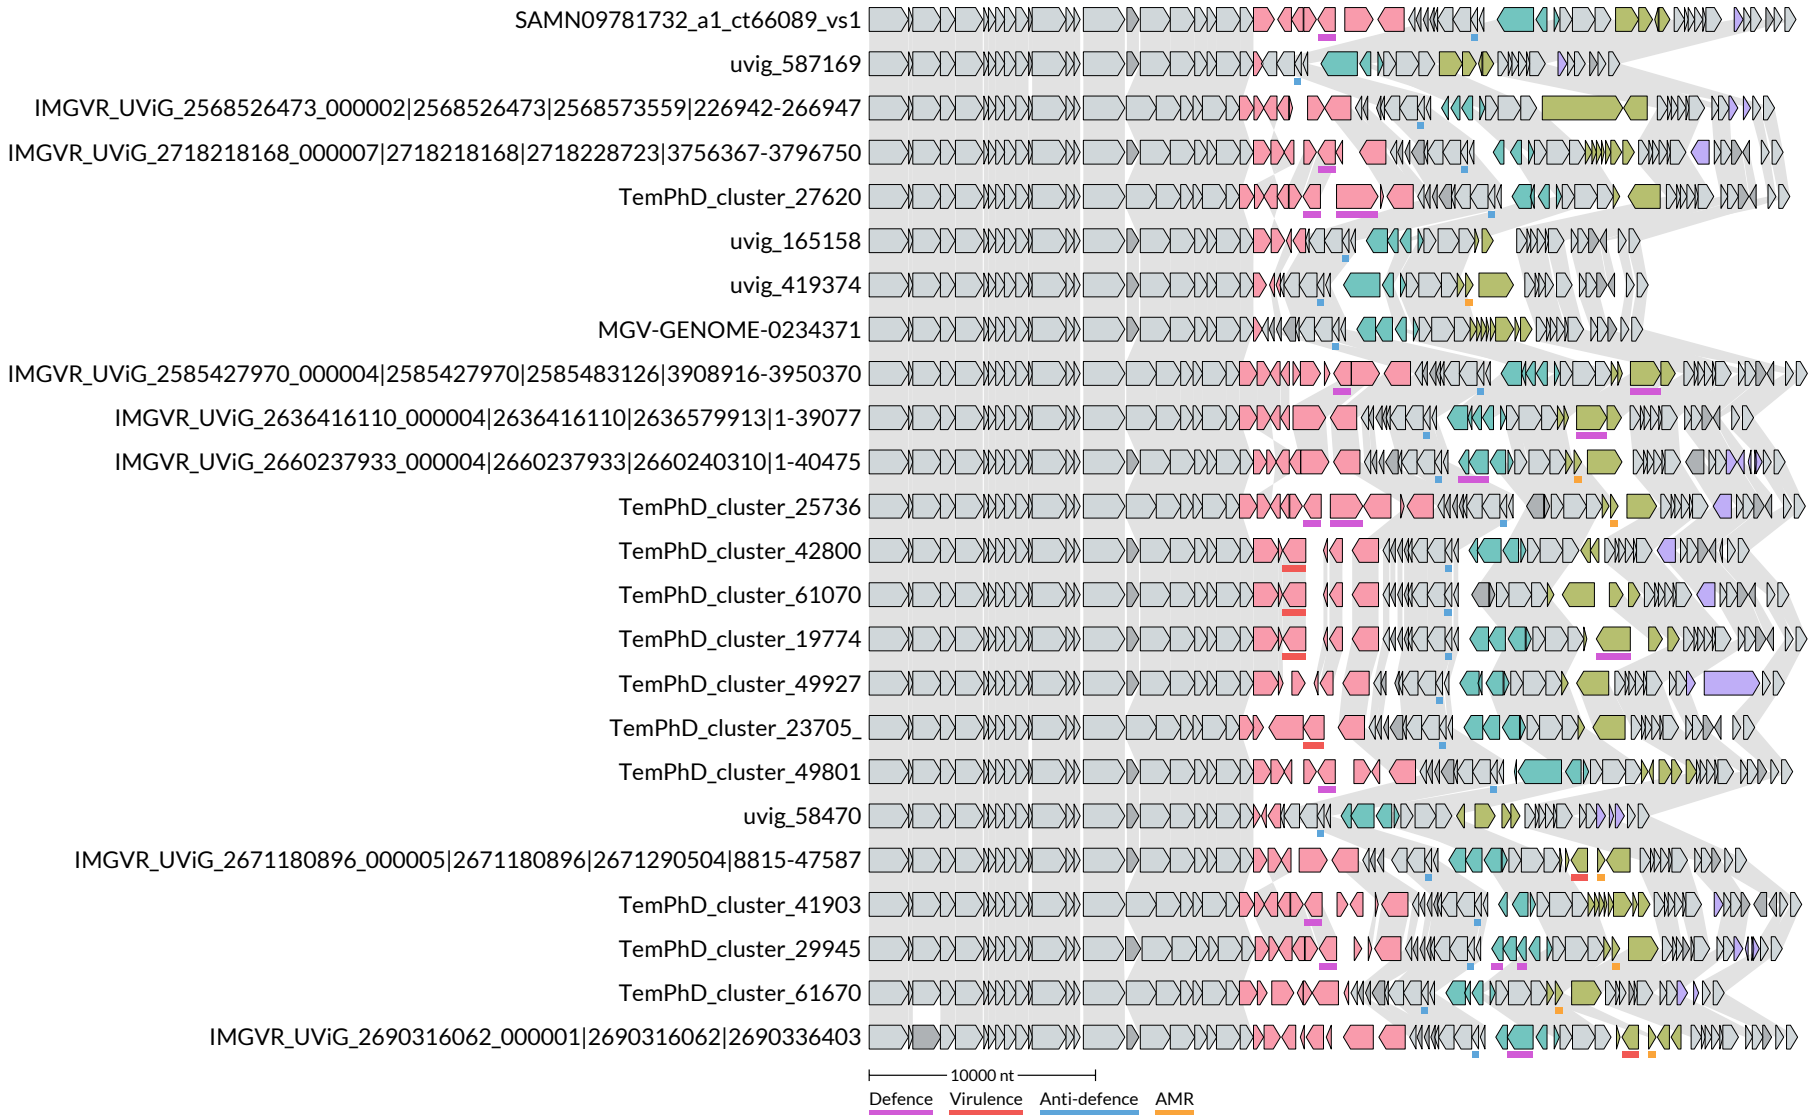 SAMN09781732_a1_ct66089_vs1
uvig_587169
IMGVR_UViG_2568526473_000002|2568526473|2568573559|226942-266947
IMGVR_UViG_2718218168_000007|2718218168|2718228723|3756367-3796750
TemPhD_cluster_27620
uvig_165158
uvig_419374
MGV-GENOME-0234371
IMGVR_UViG_2585427970_000004|2585427970|2585483126|3908916-3950370
IMGVR_UViG_2636416110_000004|2636416110|2636579913|1-39077
IMGVR_UViG_2660237933_000004|2660237933|2660240310|1-40475
TemPhD_cluster_25736
TemPhD_cluster_42800
TemPhD_cluster_61070
TemPhD_cluster_19774
TemPhD_cluster_49927
TemPhD_cluster_23705_
TemPhD_cluster_49801
uvig_58470
IMGVR_UViG_2671180896_000005|2671180896|2671290504|8815-47587
TemPhD_cluster_41903
TemPhD_cluster_29945
TemPhD_cluster_61670
IMGVR_UViG_2690316062_000001|2690316062|2690336403
10000 nt
Defence Virulence Anti-defence AMR